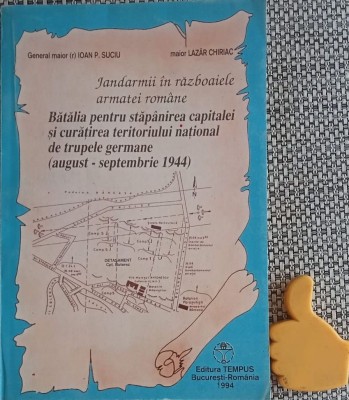 General maior (r) IOAN P. SUCIU
maior LAZĂR CHIRIAC
Jandarmii în războaiele
armatei române
Bătălia pentru stăpânirea capitalei
și curățirea teritoriului național
de trupele germane
(august - septembrie 1944)
DETAȘAMENT
Editura TEMPUS
București-România
1994